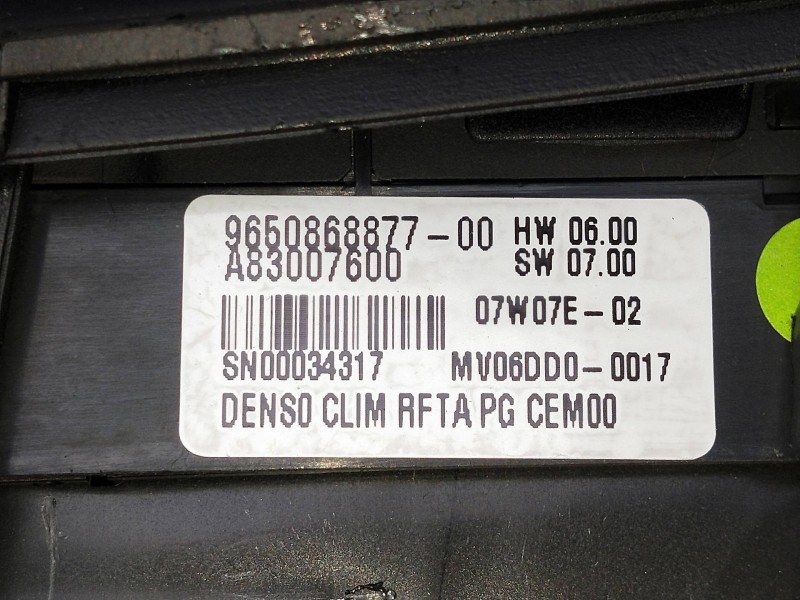 9650868877-00 HW 06.00
A83007600 SW 07.00
07W07E-02
SN00034317 MV06DD0-0017
DENSO CLIM RFTA PG CEM00